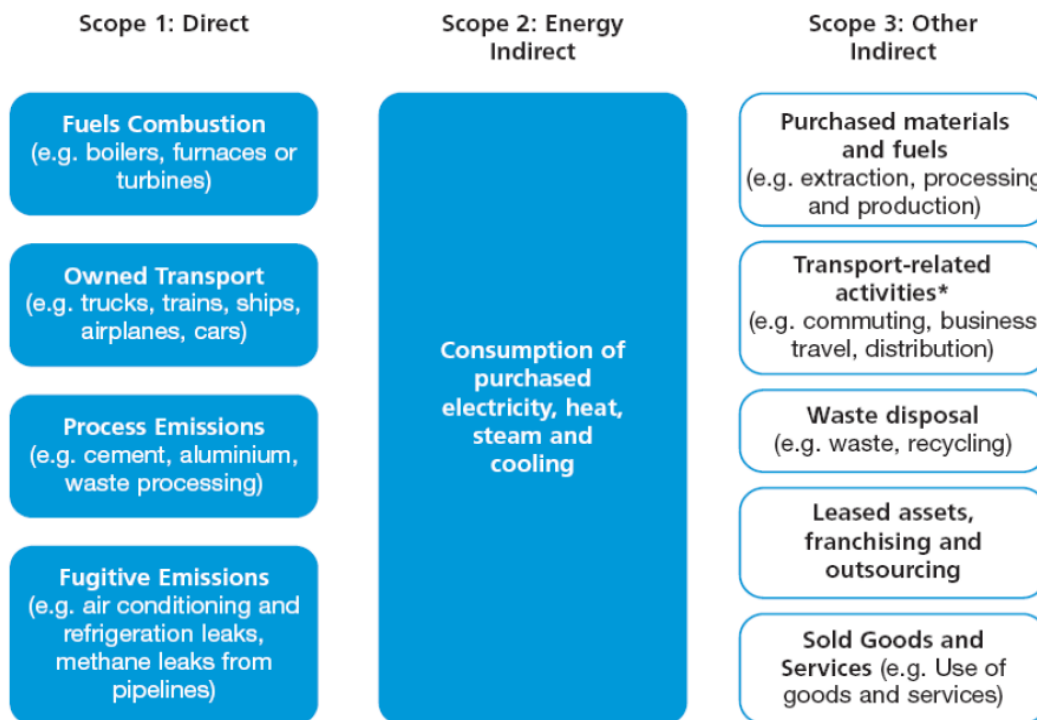 Scope 1: Direct
Fuels Combustion
(e.g. boilers, furnaces or
turbines)
Owned Transport
(e.g. trucks, trains, ships,
airplanes, cars)
Process Emissions
(e.g. cement, aluminium,
waste processing)
Fugitive Emissions
(e.g. air conditioning and
refrigeration leaks,
methane leaks from
pipelines)
Scope 2: Energy
Indirect
Consumption of
purchased
electricity, heat,
steam and
cooling
Scope 3: Other
Indirect
Purchased materials
and fuels
(e.g. extraction, processing
and production)
Transport-related
activities*
(e.g. commuting, business
travel, distribution)
Waste disposal
(e.g. waste, recycling)
Leased assets,
franchising and
outsourcing
Sold Goods and
Services (e.g. Use of
goods and services)